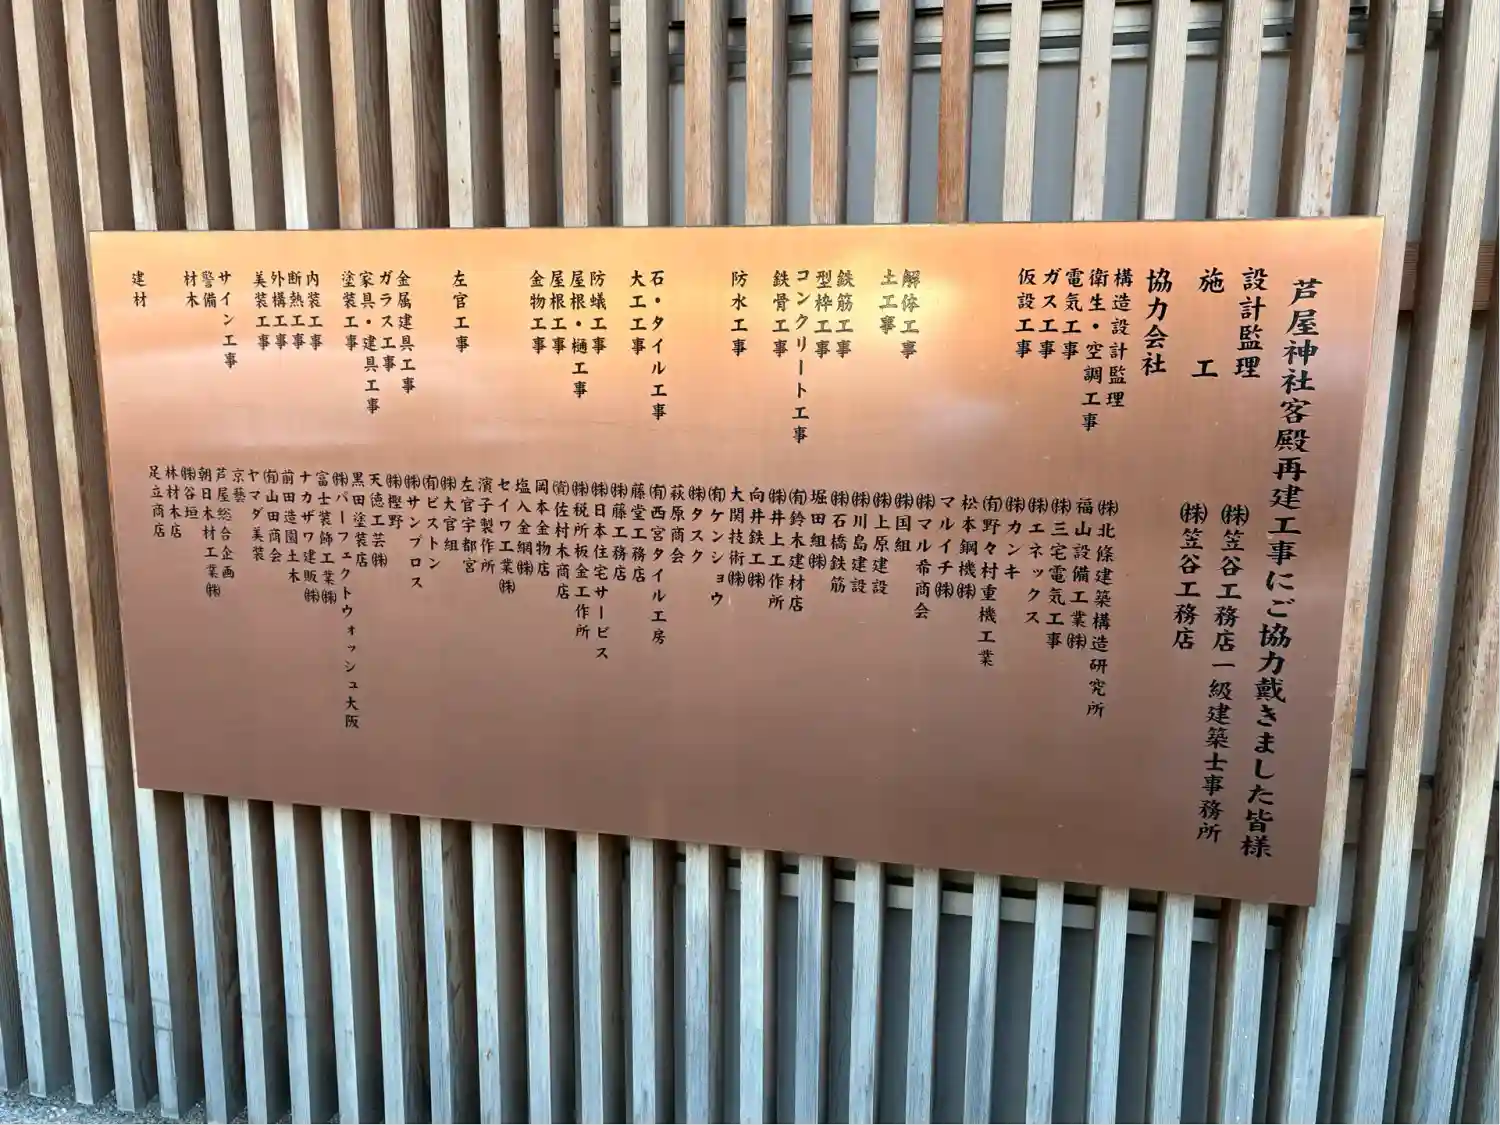 芦屋神社客殿再建工事にご協力戴きました皆様
設計監理 ㈱笠谷工務店一級建築士事務所
施工 ㈱笠谷工務店
協力会社
構造設計監理 ㈱北條建築構造研究所
衛生・空調工事 福山設備工業㈱
電気工事 ㈱三宅電気工事
ガス工事 ㈱エネックス
仮設工事 ㈱カンキ
㈲野々村重機工業
松本鋼機㈱
マルイチ㈱
㈱マル希商会
解体工事 ㈱国組
土工事 ㈱上原建設
㈱川島建設
鉄筋工事 ㈱石橋鉄筋
型枠工事 堀田組㈱
コンクリート工事 ㈲鈴木建材店
鉄骨工事 ㈱井上工作所
向井鉄工㈱
防水工事 大関技術㈱
㈲ケンショウ
㈱タスク
萩原商会
石・タイル工事 ㈲西宮タイル工房
大工工事 藤堂工務店
㈱藤工務店
防蟻工事 ㈱日本住宅サービス
屋根・樋工事 ㈱税所板金工作所
屋根工事 ㈾佐村木商店
金物工事 岡本金物店
塩入金網㈱
セイワ工業㈱
濱子製作所
左官工事 左官宇都宮
㈱大官組
㈲ピストン
金属建具工事 ㈱サンプロス
ガラス工事 ㈱樫野
家具・建具工事 天徳工芸㈱
塗装工事 黒田塗装店
㈱パーフェクトウォッシュ大阪
内装工事 富士装飾工業㈱
断熱工事 ナカザワ建販㈱
外構工事 前田造園土木
美装工事 ㈲山田商会
ヤマダ美装
サイン工事 京藝
警備 芦屋総合企画
材木 朝日木材工業㈱
㈱谷垣
林材木店
建材 足立商店